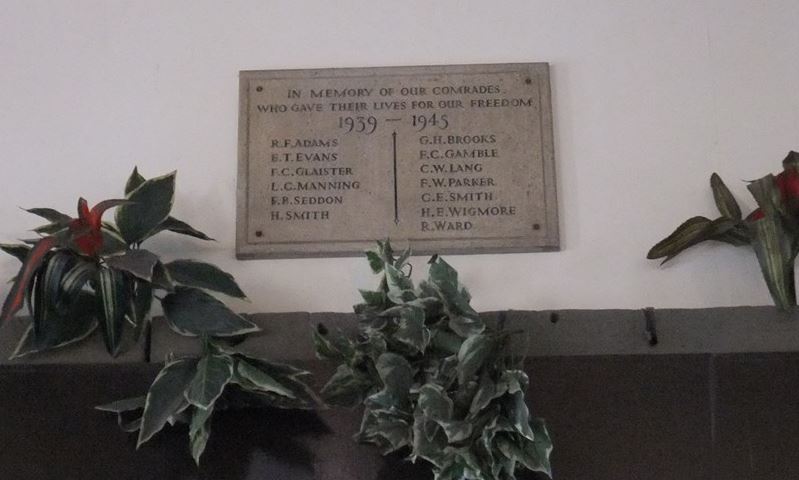 IN MEMORY OF OUR COMRADES
WHO GAVE THEIR LIVES FOR OUR FREEDOM
1939 — 1945
R.F.ADAMS
E.T.EVANS
F.C.GLAISTER
L.C.MANNING
F.B.SEDDON
H.SMITH
G.H.BROOKS
F.C.GAMBLE
C.W.LANG
F.W.PARKER
C.E.SMITH
H.E.WIGMORE
R.WARD